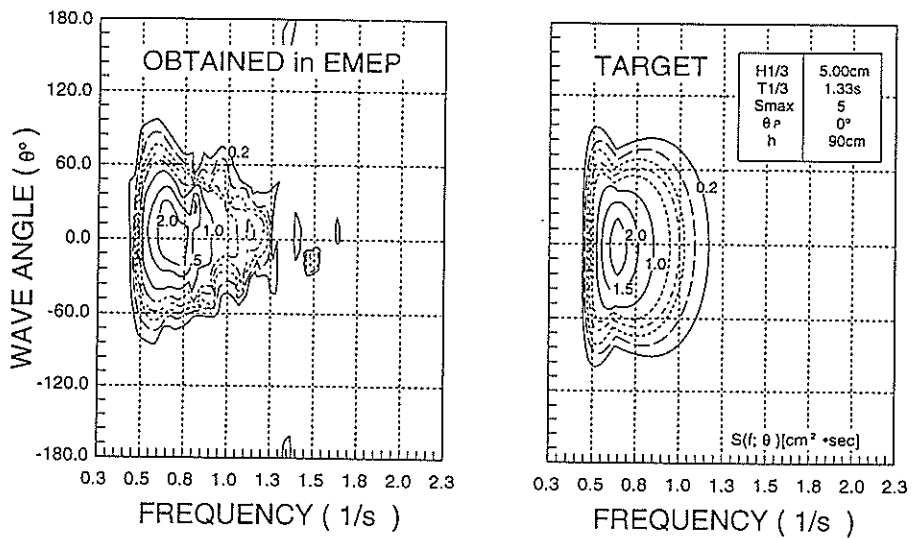 180.0
120.0
60.0
0.0
-60.0
-120.0
-180.0
WAVE ANGLE ( θ° )
OBTAINED in EMEP
0.2
2.0
1.0
.5
0.3 0.5 0.8 1.0 1.3 1.5 1.8 2.0 2.3
FREQUENCY ( 1/s )
TARGET
H1/3 5.00cm
T1/3 1.33s
Smax 5
θP 0°
h 90cm
0.2
2.0
1.0
1.5
S(f; θ )[cm² •sec]
0.3 0.5 0.8 1.0 1.3 1.5 1.8 2.0 2.3
FREQUENCY ( 1/s )